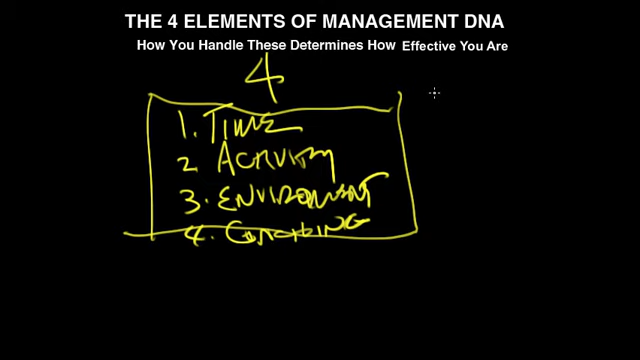 THE 4 ELEMENTS OF MANAGEMENT DNA
How You Handle These Determines How Effective You Are
4
1. TIME
2 ACTIVITY
3. ENVIRONMENT
4. COACHING